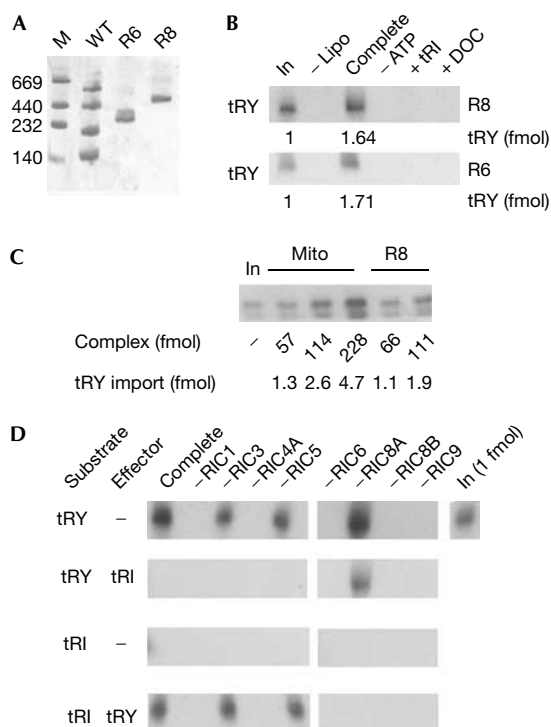 A
M WT R6 R8
669
440
232
140
B
In – Lipo Complete – ATP + tRI + DOC
tRY R8
1 1.64 tRY (fmol)
tRY R6
1 1.71 tRY (fmol)
C
In Mito R8
Complex (fmol) – 57 114 228 66 111
tRY import (fmol) 1.3 2.6 4.7 1.1 1.9
D
Substrate Effector Complete –RIC1 –RIC3 –RIC4A –RIC5 –RIC6 –RIC8A –RIC8B –RIC9 In (1 fmol)
tRY –
tRY tRI
tRI –
tRI tRY